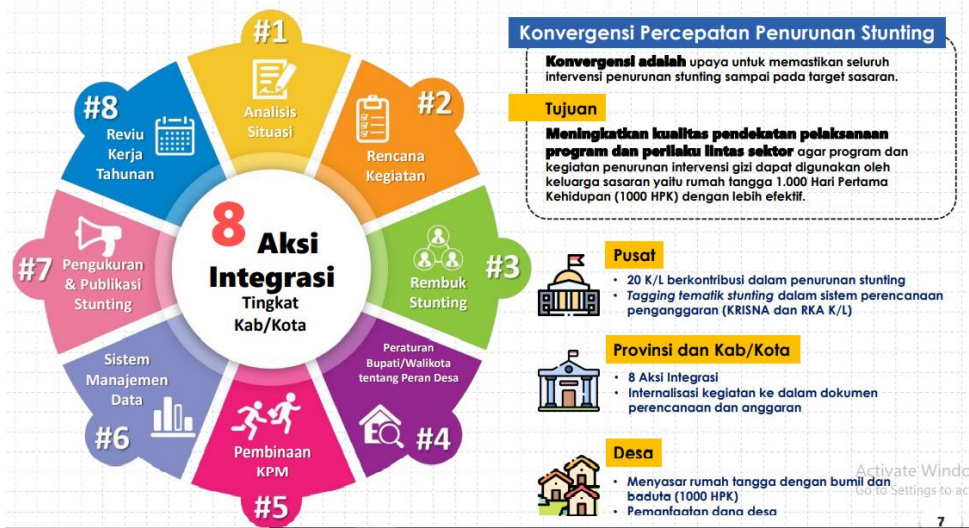 #1
Analisis
Situasi
#2
Rencana
Kegiatan
#3
Rembuk
Stunting
Peraturan
Bupati/Walikota
tentang Peran Desa
#4
Pembinaan
KPM
#5
Sistem
Manajemen
Data
#6
#7
Pengukuran
& Publikasi
Stunting
#8
Reviu
Kerja
Tahunan
8 Aksi
Integrasi
Tingkat
Kab/Kota
Konvergensi Percepatan Penurunan Stunting
Konvergensi adalah upaya untuk memastikan seluruh
intervensi penurunan stunting sampai pada target sasaran.
Tujuan
Meningkatkan kualitas pendekatan pelaksanaan
program dan perilaku lintas sektor agar program dan
kegiatan penurunan intervensi gizi dapat digunakan oleh
keluarga sasaran yaitu rumah tangga 1.000 Hari Pertama
Kehidupan (1000 HPK) dengan lebih efektif.
Pusat
• 20 K/L berkontribusi dalam penurunan stunting
• Tagging tematik stunting dalam sistem perencanaan
penganggaran (KRISNA dan RKA K/L)
Provinsi dan Kab/Kota
• 8 Aksi Integrasi
• Internalisasi kegiatan ke dalam dokumen
perencanaan dan anggaran
Desa
• Menyasar rumah tangga dengan bumil dan
baduta (1000 HPK)
• Pemanfaatan dana desa
Activate Windo
Go to Settings to ac
7